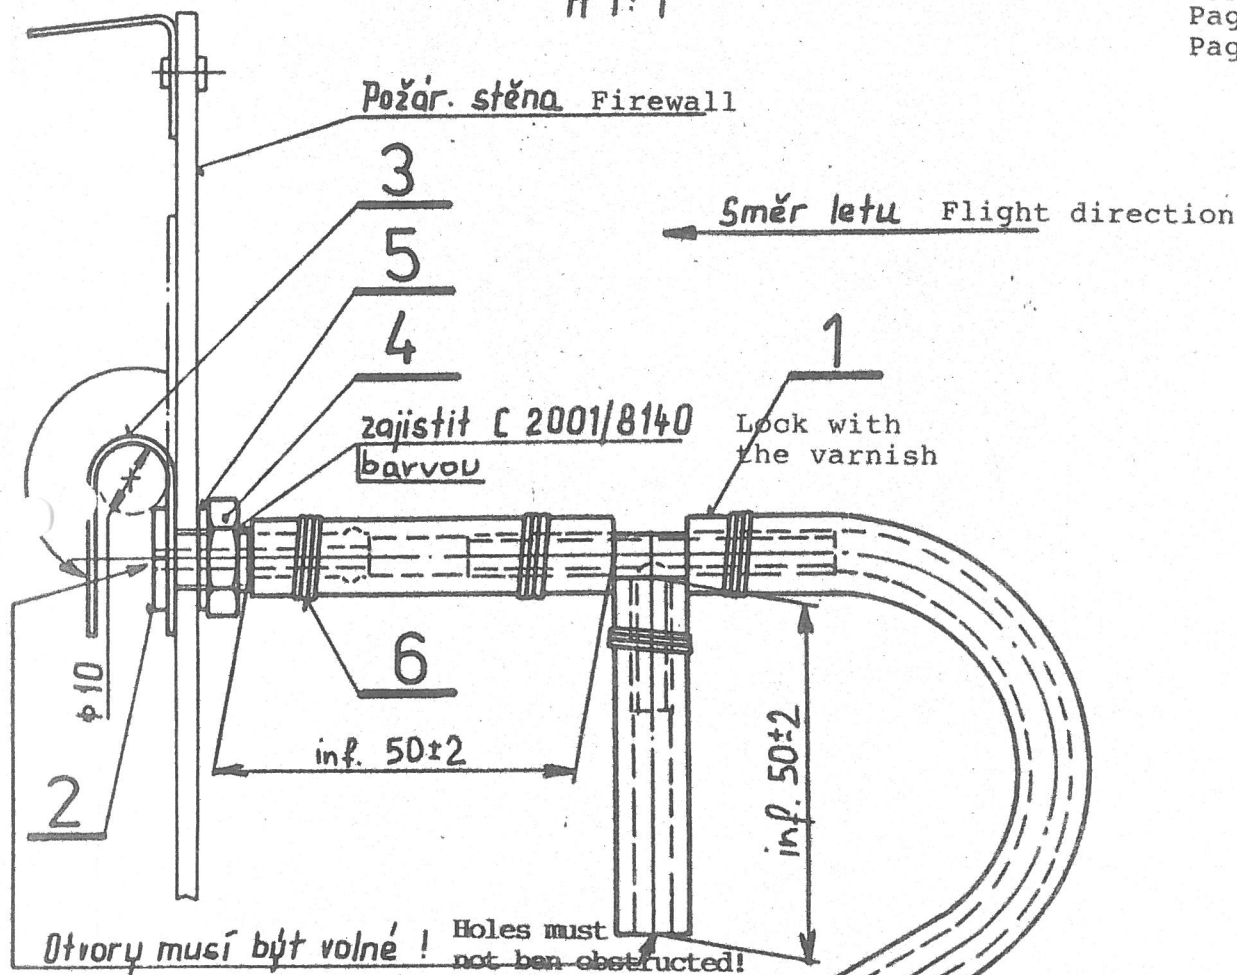 A 1:1
Pag
Pag
Požár. stěna Firewall
3
Směr letu Flight direction
5
4
1
zajistit C 2001/8140
barvou
Lock with
the varnish
6
φ10
inf. 50±2
inf. 50±2
2
Otvory musí být volné !
Holes must
not ben obstructed!